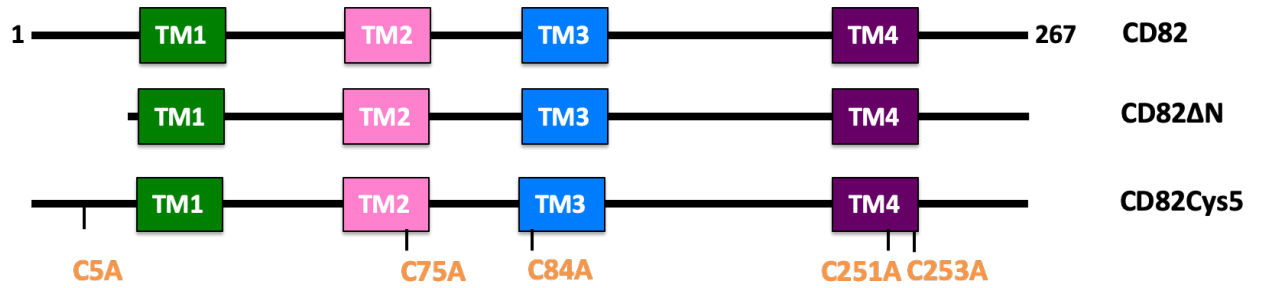 1 TM1 TM2 TM3 TM4 267 CD82
TM1 TM2 TM3 TM4 CD82ΔN
TM1 TM2 TM3 TM4 CD82Cys5
C5A C75A C84A C251A C253A